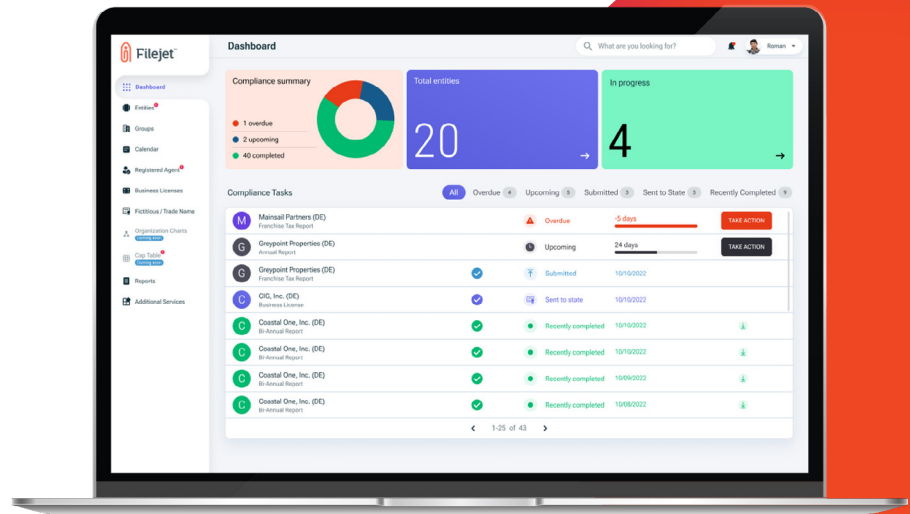 Filejet
Dashboard
What are you looking for?
Roman
Dashboard
Entities
Groups
Calendar
Registered Agent
Business Licenses
Fictitious / Trade Name
Organization Charts
Coming soon
Cap Table
Coming soon
Reports
Additional Services
Compliance summary
1 overdue
2 upcoming
40 completed
Total entities
20
In progress
4
Compliance Tasks
All
Overdue 4
Upcoming 5
Submitted 3
Sent to State 3
Recently Completed 9
M Mainsail Partners (DE)
Franchise Tax Report
Overdue
-5 days
TAKE ACTION
G Greypoint Properties (DE)
Annual Report
Upcoming
24 days
TAKE ACTION
G Greypoint Properties (DE)
Franchise Tax Report
Submitted
10/10/2022
C CIG, Inc. (DE)
Business License
Sent to state
10/10/2022
C Coastal One, Inc. (DE)
Bi-Annual Report
Recently completed
10/10/2022
C Coastal One, Inc. (DE)
Bi-Annual Report
Recently completed
10/10/2022
C Coastal One, Inc. (DE)
Bi-Annual Report
Recently completed
10/09/2022
C Coastal One, Inc. (DE)
Bi-Annual Report
Recently completed
10/08/2022
1-25 of 43